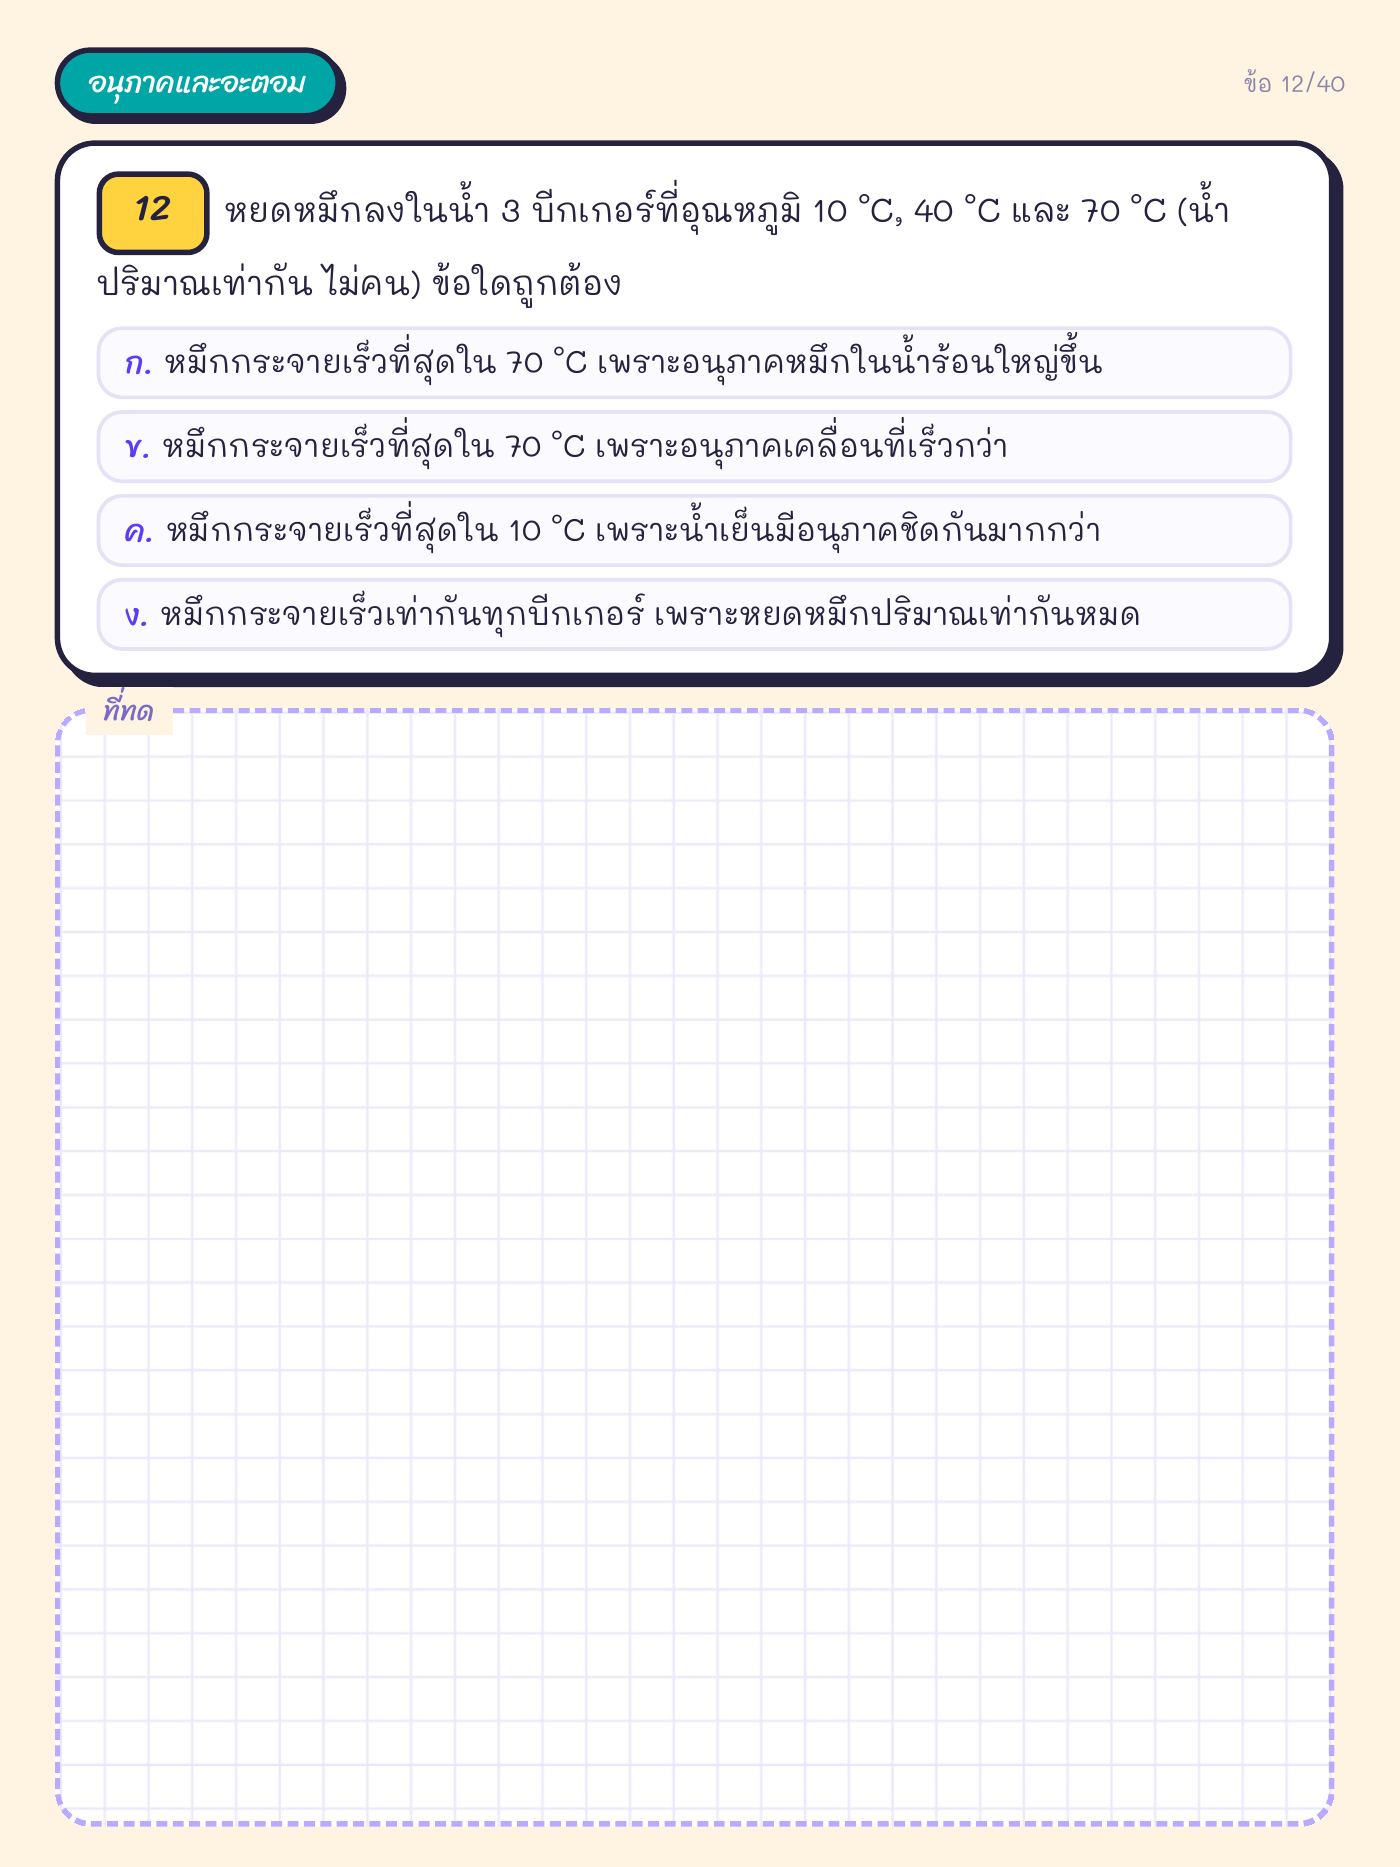 อนุภาคและอะตอม
ข้อ 12/40
12 หยดหมึกลงในน้ำ 3 บีกเกอร์ที่อุณหภูมิ 10 °C, 40 °C และ 70 °C (น้ำ
ปริมาณเท่ากัน ไม่คน) ข้อใดถูกต้อง
ก. หมึกกระจายเร็วที่สุดใน 70 °C เพราะอนุภาคหมึกในน้ำร้อนใหญ่ขึ้น
ข. หมึกกระจายเร็วที่สุดใน 70 °C เพราะอนุภาคเคลื่อนที่เร็วกว่า
ค. หมึกกระจายเร็วที่สุดใน 10 °C เพราะน้ำเย็นมีอนุภาคชิดกันมากกว่า
ง. หมึกกระจายเร็วเท่ากันทุกบีกเกอร์ เพราะหยดหมึกปริมาณเท่ากันหมด
ที่ทด